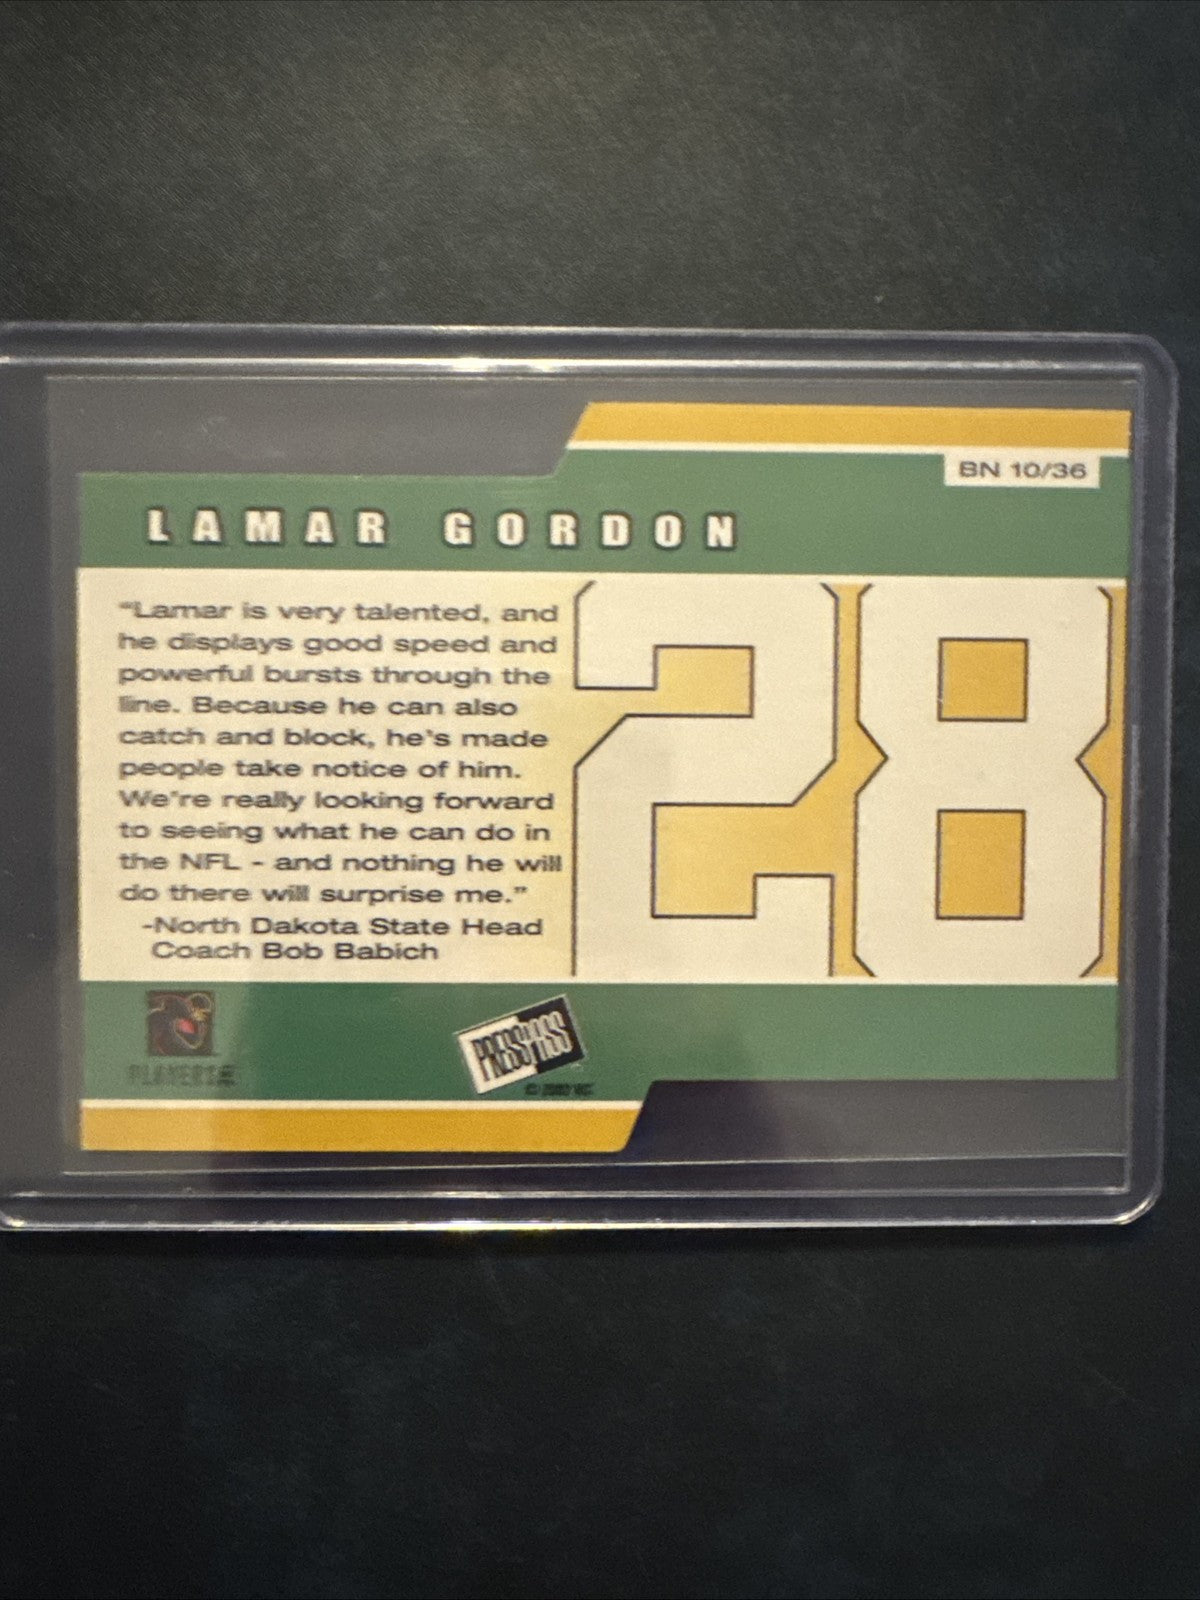 BN 10/36
LAMAR GORDON
28
"Lamar is very talented, and
he displays good speed and
powerful bursts through the
line. Because he can also
catch and block, he's made
people take notice of him.
We're really looking forward
to seeing what he can do in
the NFL - and nothing he will
do there will surprise me."
-North Dakota State Head
Coach Bob Babich
PLAYERS INC
PRESS PASS